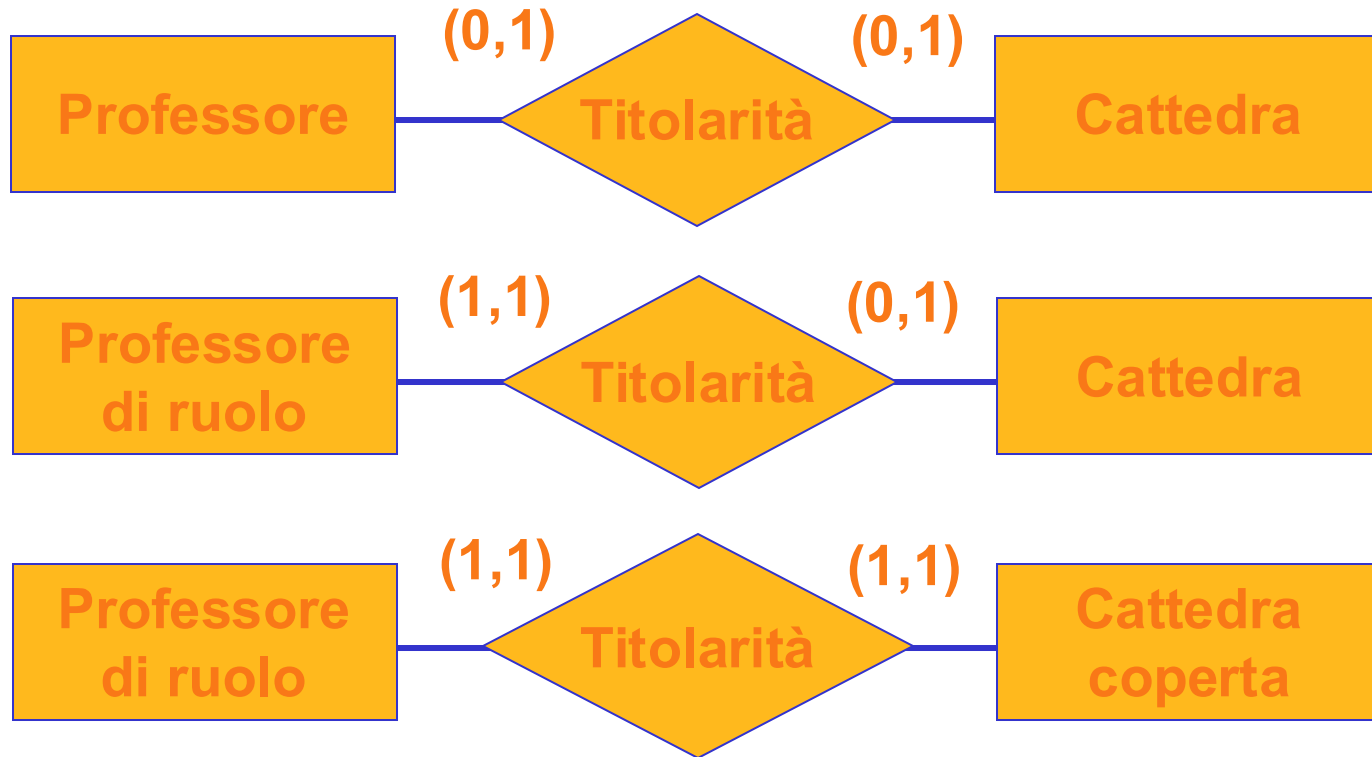 (0,1)
(0,1)
Professore
Titolarità
Cattedra
(1,1)
(0,1)
Professore
di ruolo
Titolarità
Cattedra
(1,1)
(1,1)
Professore
di ruolo
Titolarità
Cattedra
coperta